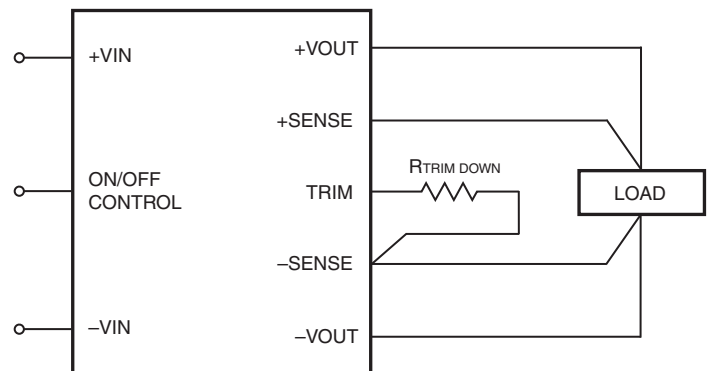 +VIN
+VOUT
+SENSE
ON/OFF
CONTROL
TRIM
RTRIM DOWN
LOAD
–SENSE
–VIN
–VOUT